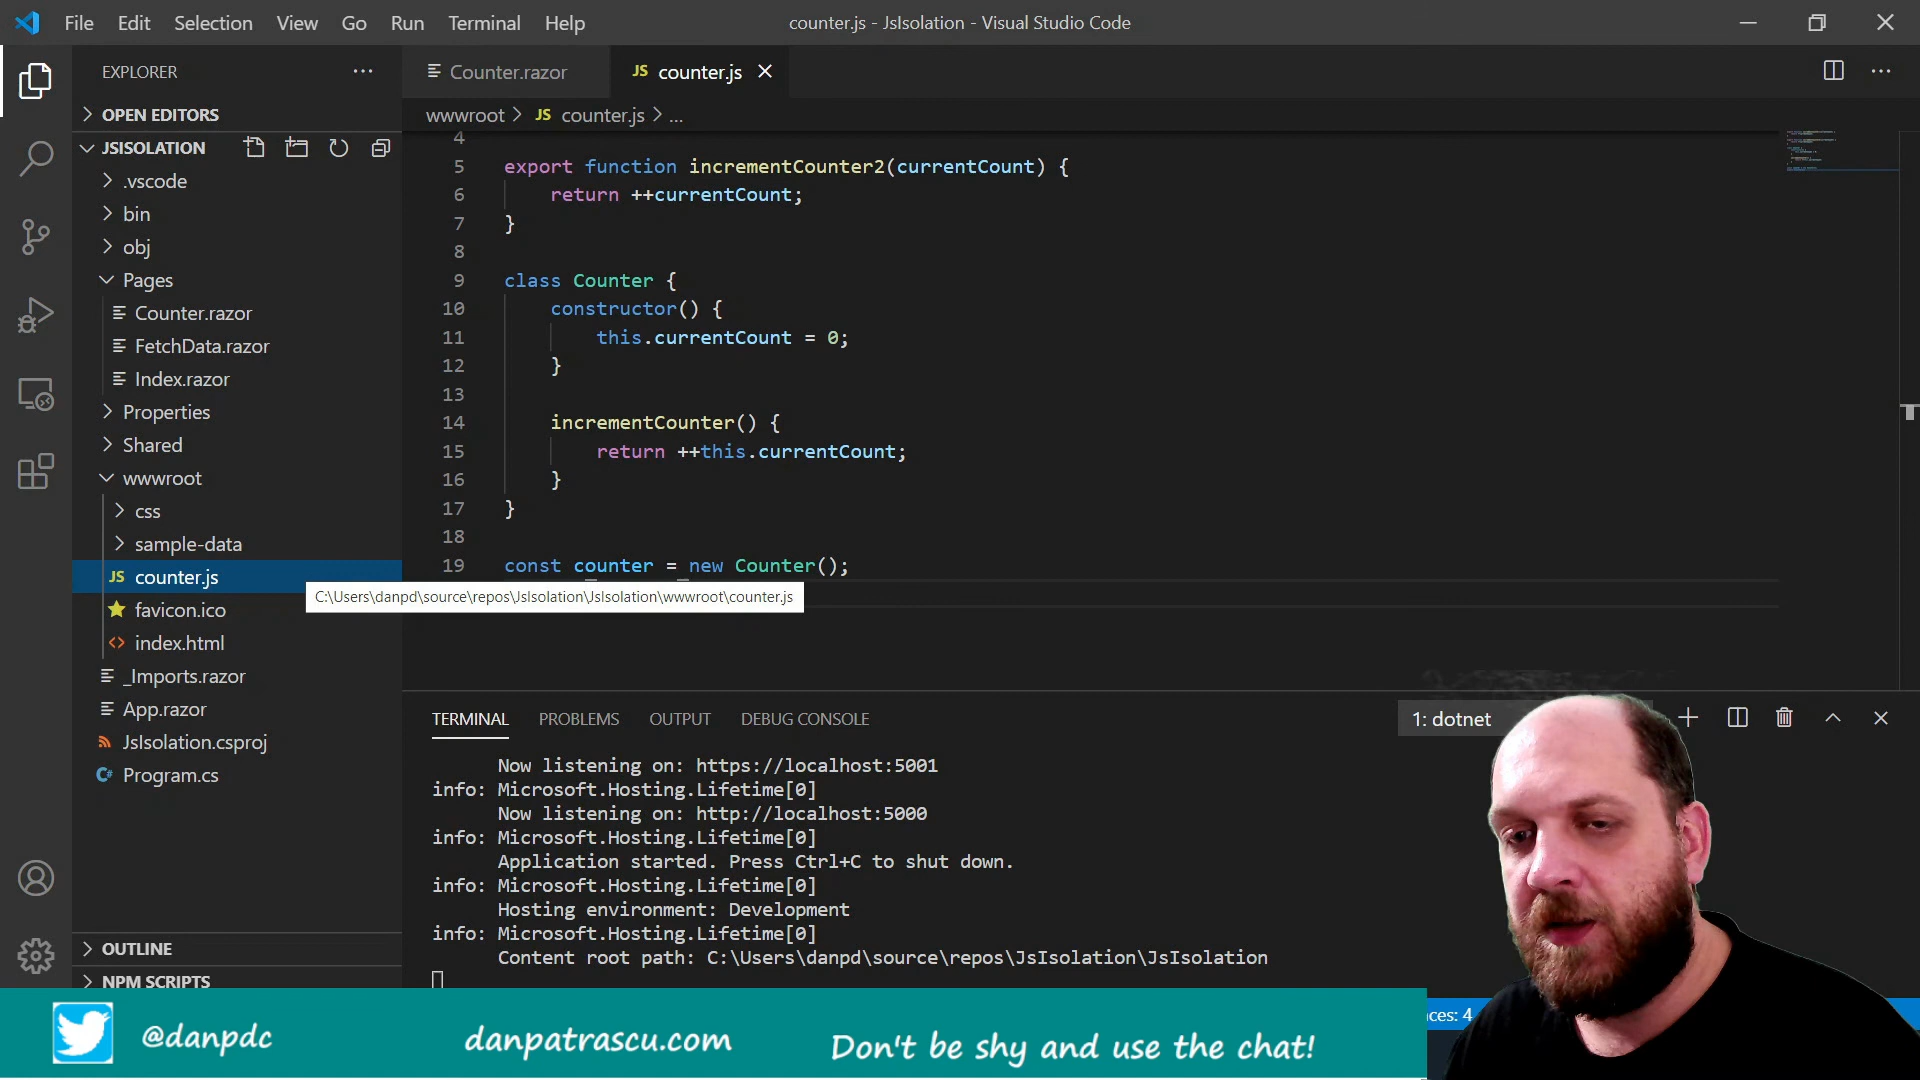 File Edit Selection View Go Run Terminal Help
counter.js - JsIsolation - Visual Studio Code
EXPLORER
OPEN EDITORS
JSISOLATION
.vscode
bin
obj
Pages
Counter.razor
FetchData.razor
Index.razor
Properties
Shared
wwwroot
css
sample-data
JS counter.js
favicon.ico
index.html
_Imports.razor
App.razor
JsIsolation.csproj
C# Program.cs
OUTLINE
NPM SCRIPTS
Counter.razor
JS counter.js
wwwroot > JS counter.js > ...
4
5 export function incrementCounter2(currentCount) {
6 return ++currentCount;
7 }
8
9 class Counter {
10 constructor() {
11 this.currentCount = 0;
12 }
13
14 incrementCounter() {
15 return ++this.currentCount;
16 }
17 }
18
19 const counter = new Counter();
C:\Users\danpd\source\repos\JsIsolation\JsIsolation\wwwroot\counter.js
TERMINAL PROBLEMS OUTPUT DEBUG CONSOLE
1: dotnet
Now listening on: https://localhost:5001
info: Microsoft.Hosting.Lifetime[0]
Now listening on: http://localhost:5000
info: Microsoft.Hosting.Lifetime[0]
Application started. Press Ctrl+C to shut down.
info: Microsoft.Hosting.Lifetime[0]
Hosting environment: Development
info: Microsoft.Hosting.Lifetime[0]
Content root path: C:\Users\danpd\source\repos\JsIsolation\JsIsolation
@danpdc
danpatrascu.com
Don't be shy and use the chat!
ces: 4